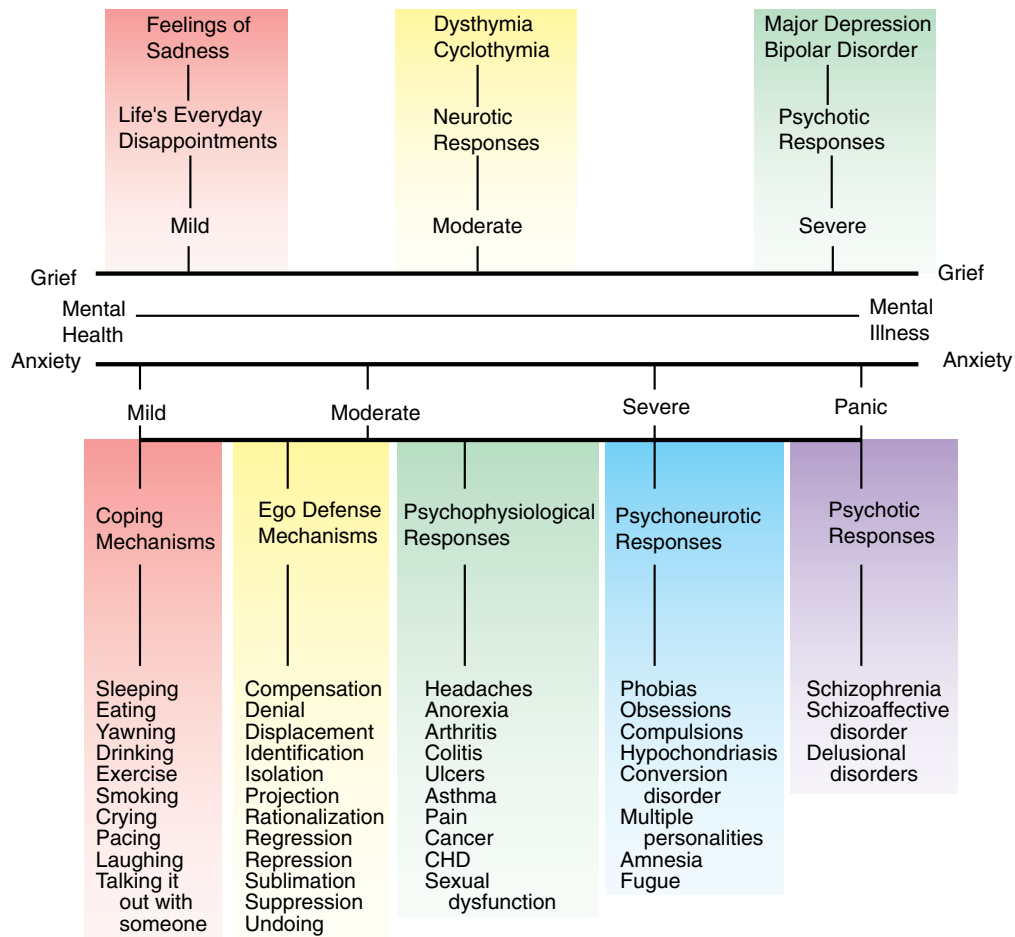 Feelings of
Sadness
Life's Everyday
Disappointments
Mild
Dysthymia
Cyclothymia
Neurotic
Responses
Moderate
Major Depression
Bipolar Disorder
Psychotic
Responses
Severe
Grief
Grief
Mental
Health
Mental
Illness
Anxiety
Anxiety
Mild
Moderate
Severe
Panic
Coping
Mechanisms
Sleeping
Eating
Yawning
Drinking
Exercise
Smoking
Crying
Pacing
Laughing
Talking it
out with
someone
Ego Defense
Mechanisms
Compensation
Denial
Displacement
Identification
Isolation
Projection
Rationalization
Regression
Repression
Sublimation
Suppression
Undoing
Psychophysiological
Responses
Headaches
Anorexia
Arthritis
Colitis
Ulcers
Asthma
Pain
Cancer
CHD
Sexual
dysfunction
Psychoneurotic
Responses
Phobias
Obsessions
Compulsions
Hypochondriasis
Conversion
disorder
Multiple
personalities
Amnesia
Fugue
Psychotic
Responses
Schizophrenia
Schizoaffective
disorder
Delusional
disorders